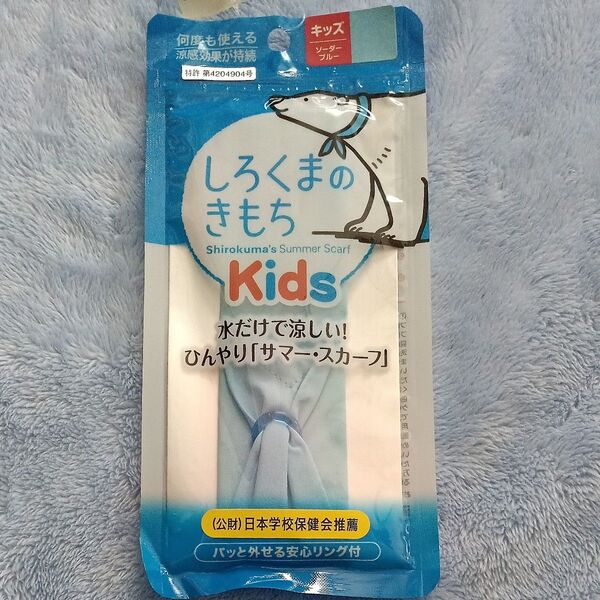 何度も使える
涼感効果が持続
特許 第4204904号
キッズ
ソーダー
ブルー
しろくまの
きもち
Shirokuma's Summer Scarf
Kids
水だけで涼しい!
ひんやり「サマー・スカーフ」
(公財)日本学校保健会推薦
パッと外せる安心リング付